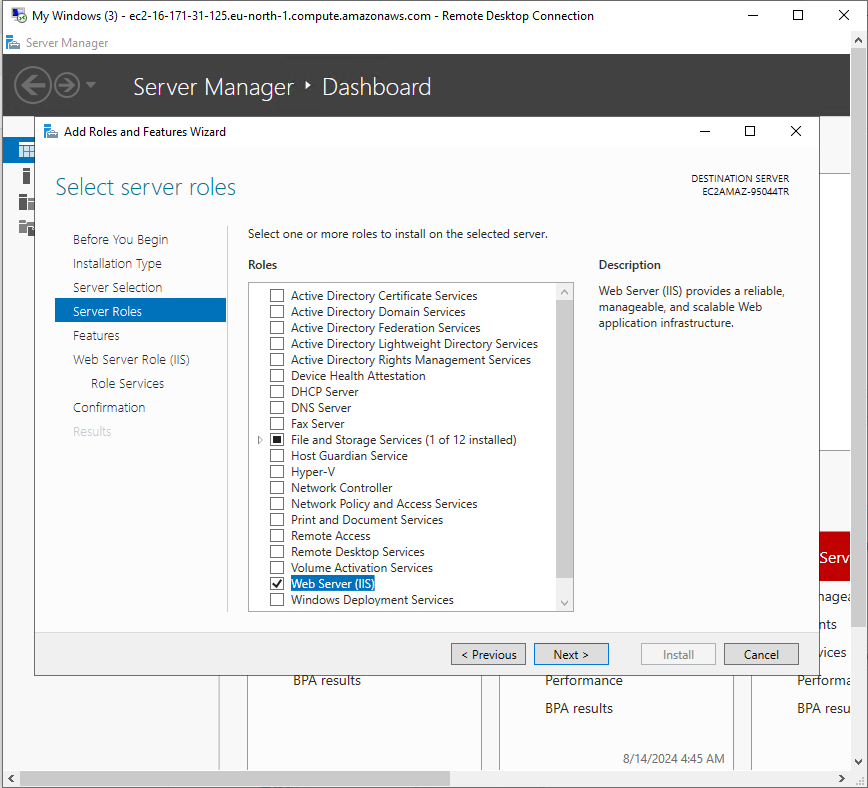 My Windows (3) - ec2-16-171-31-125.eu-north-1.compute.amazonaws.com - Remote Desktop Connection
Server Manager
Server Manager ‣ Dashboard
Add Roles and Features Wizard
Select server roles
DESTINATION SERVER
EC2AMAZ-95044TR
Before You Begin
Installation Type
Server Selection
Server Roles
Features
Web Server Role (IIS)
Role Services
Confirmation
Results
Select one or more roles to install on the selected server.
Roles
Active Directory Certificate Services
Active Directory Domain Services
Active Directory Federation Services
Active Directory Lightweight Directory Services
Active Directory Rights Management Services
Device Health Attestation
DHCP Server
DNS Server
Fax Server
File and Storage Services (1 of 12 installed)
Host Guardian Service
Hyper-V
Network Controller
Network Policy and Access Services
Print and Document Services
Remote Access
Remote Desktop Services
Volume Activation Services
Web Server (IIS)
Windows Deployment Services
Description
Web Server (IIS) provides a reliable,
manageable, and scalable Web
application infrastructure.
< Previous
Next >
Install
Cancel
Serv
nagea
nts
vices
BPA results
Performance
Performa
BPA results
BPA resu
8/14/2024 4:45 AM